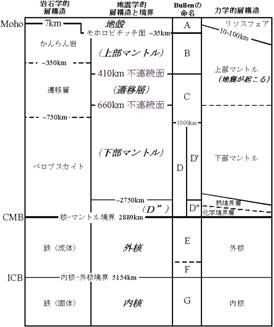 岩石学的 地震学的 Bullenの 力学的層構造
層構造 層構造と境界 命名
Moho 7km 地殻 A リソスフェア
モホロビチッチ面 ~35km 10-100km
かんらん岩 (上部マントル) B
~350km 上部マントル
410km 不連続面 (地震が起こる)
遷移層 (遷移層) C
660km 不連続面
~750km 1000km
(下部マントル) D D' 下部マントル
ペロブスカイト
~2750km 熱境界層
(D") D" 化学境界層
CMB 核-マントル境界 2889km
鉄 (流体) 外核 E 外核
F
ICB 内核-外核境界 5154km
鉄 (固体) 内核 G 内核